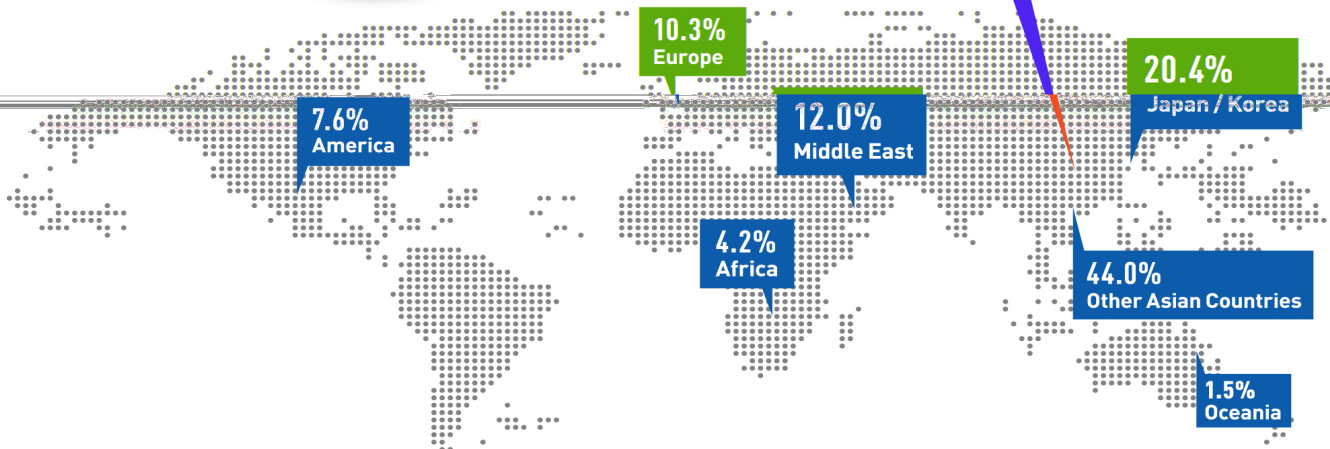 10.3%
Europe
20.4%
Japan / Korea
7.6%
America
12.0%
Middle East
4.2%
Africa
44.0%
Other Asian Countries
1.5%
Oceania